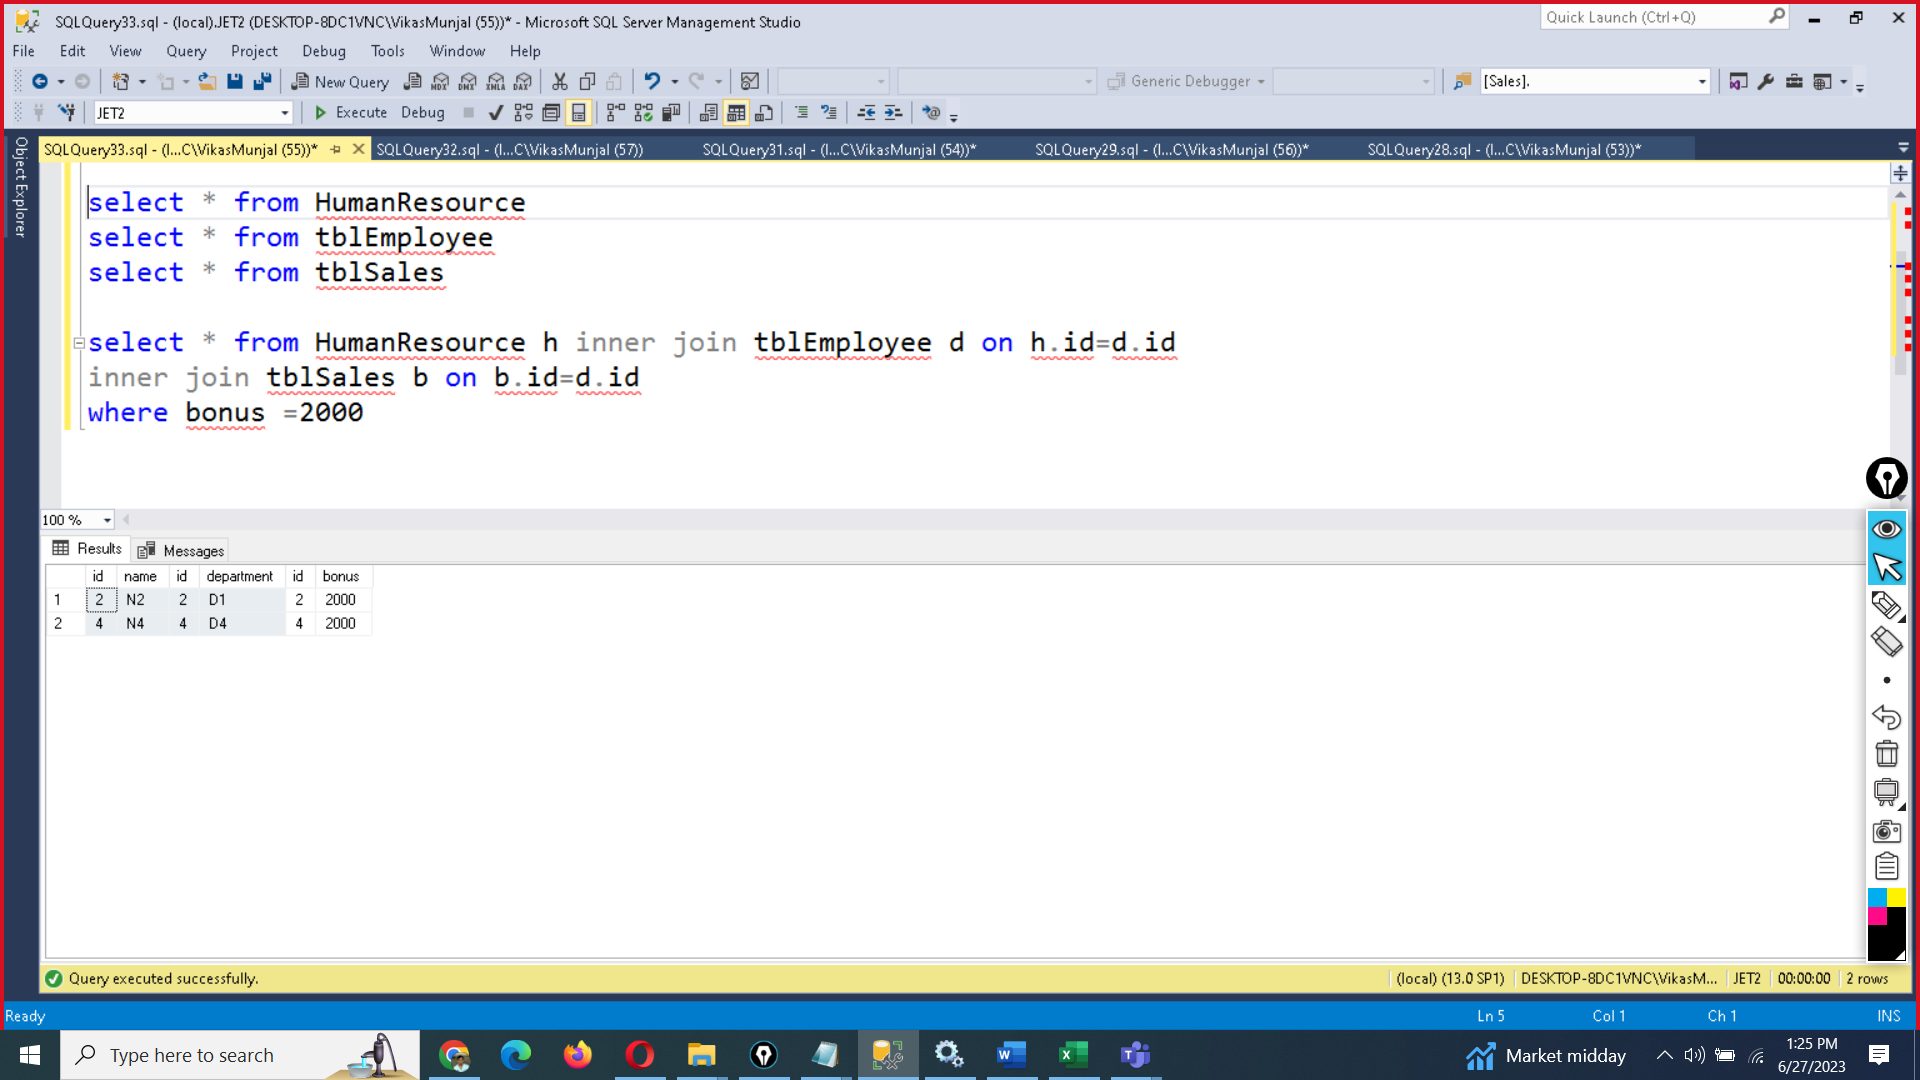 SQLQuery33.sql - (local).JET2 (DESKTOP-8DC1VNC\VikasMunjal (55))* - Microsoft SQL Server Management Studio
Quick Launch (Ctrl+Q)
File Edit View Query Project Debug Tools Window Help
New Query MDX DMX XMLA DAX Generic Debugger [Sales].
JET2 Execute Debug
SQLQuery33.sql - (l...C\VikasMunjal (55))* SQLQuery32.sql - (l...C\VikasMunjal (57)) SQLQuery31.sql - (l...C\VikasMunjal (54))* SQLQuery29.sql - (l...C\VikasMunjal (56))* SQLQuery28.sql - (l...C\VikasMunjal (53))*
Object Explorer
select * from HumanResource
select * from tblEmployee
select * from tblSales
select * from HumanResource h inner join tblEmployee d on h.id=d.id
inner join tblSales b on b.id=d.id
where bonus =2000
100 %
Results Messages
id name id department id bonus
1 2 N2 2 D1 2 2000
2 4 N4 4 D4 4 2000
Query executed successfully. (local) (13.0 SP1) DESKTOP-8DC1VNC\VikasM... JET2 00:00:00 2 rows
Ready Ln 5 Col 1 Ch 1 INS
Type here to search Market midday 1:25 PM
6/27/2023